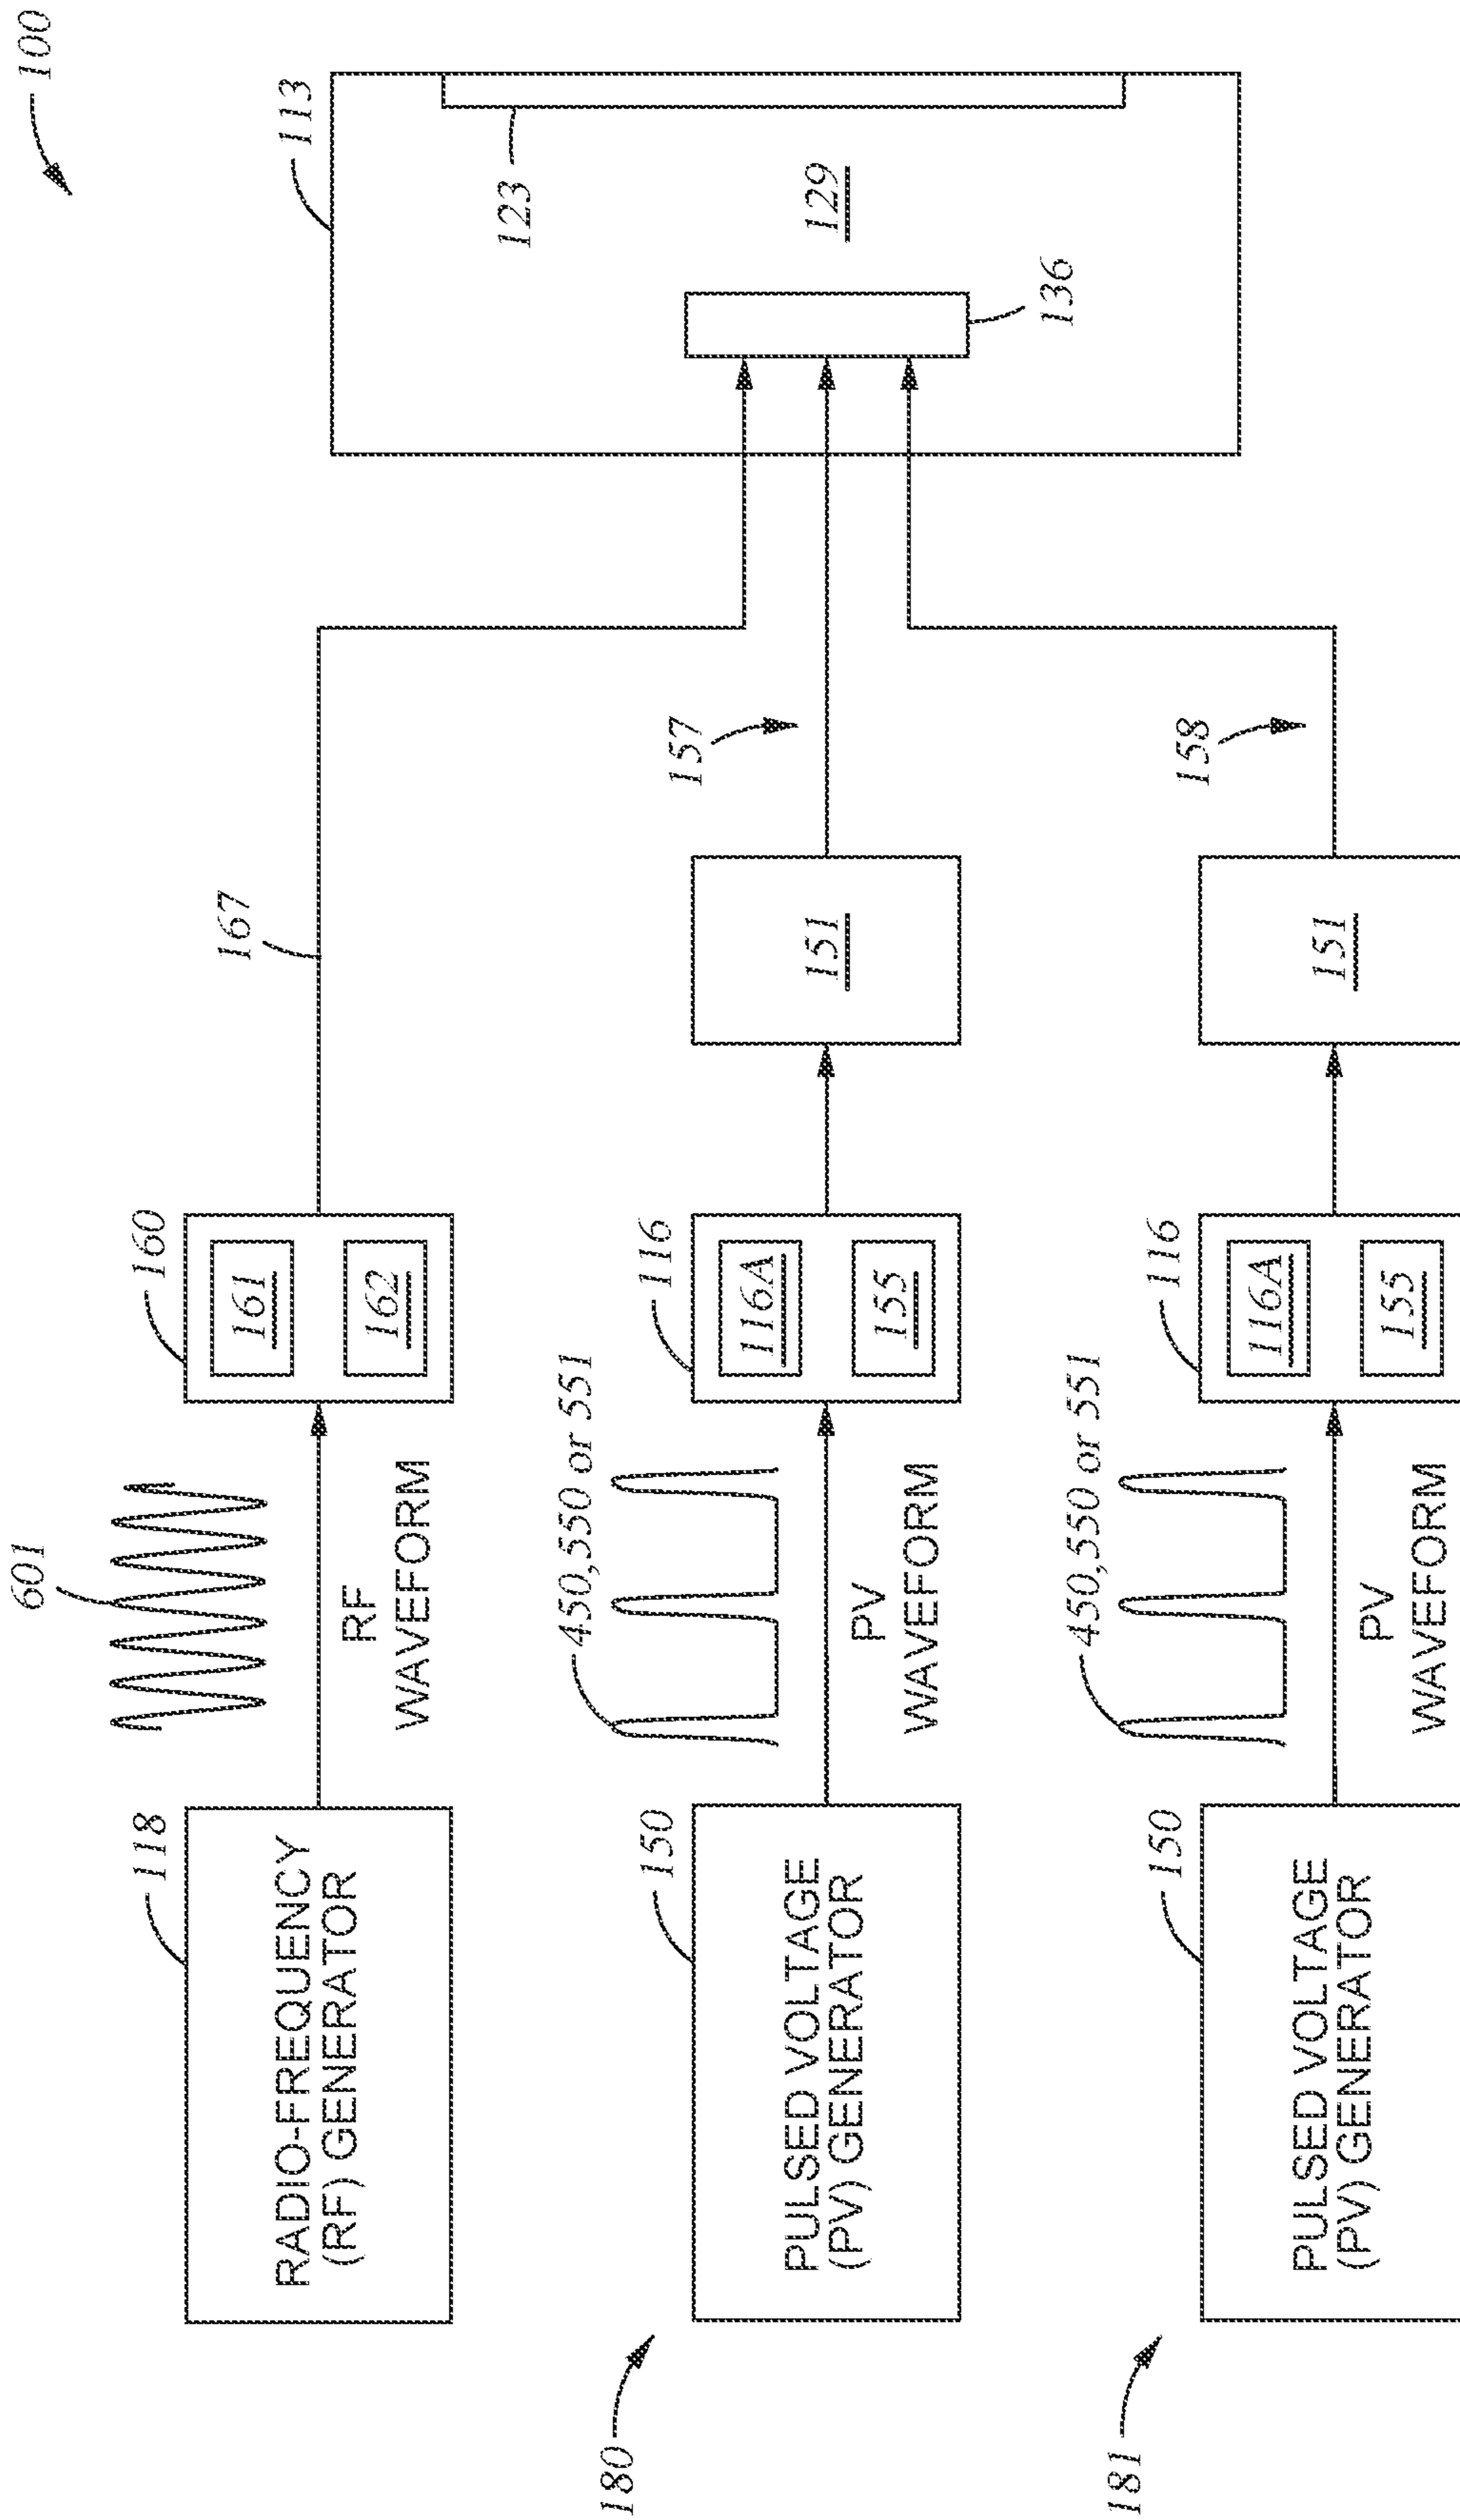 100
113
123
129
136
167
157
158
151
151
601
RF
WAVEFORM
160
161
162
118
RADIO-FREQUENCY
(RF) GENERATOR
450,550 or 551
PV
WAVEFORM
116
116A
155
150
PULSED VOLTAGE
(PV) GENERATOR
180
450,550 or 551
PV
WAVEFORM
116
116A
155
150
PULSED VOLTAGE
(PV) GENERATOR
181